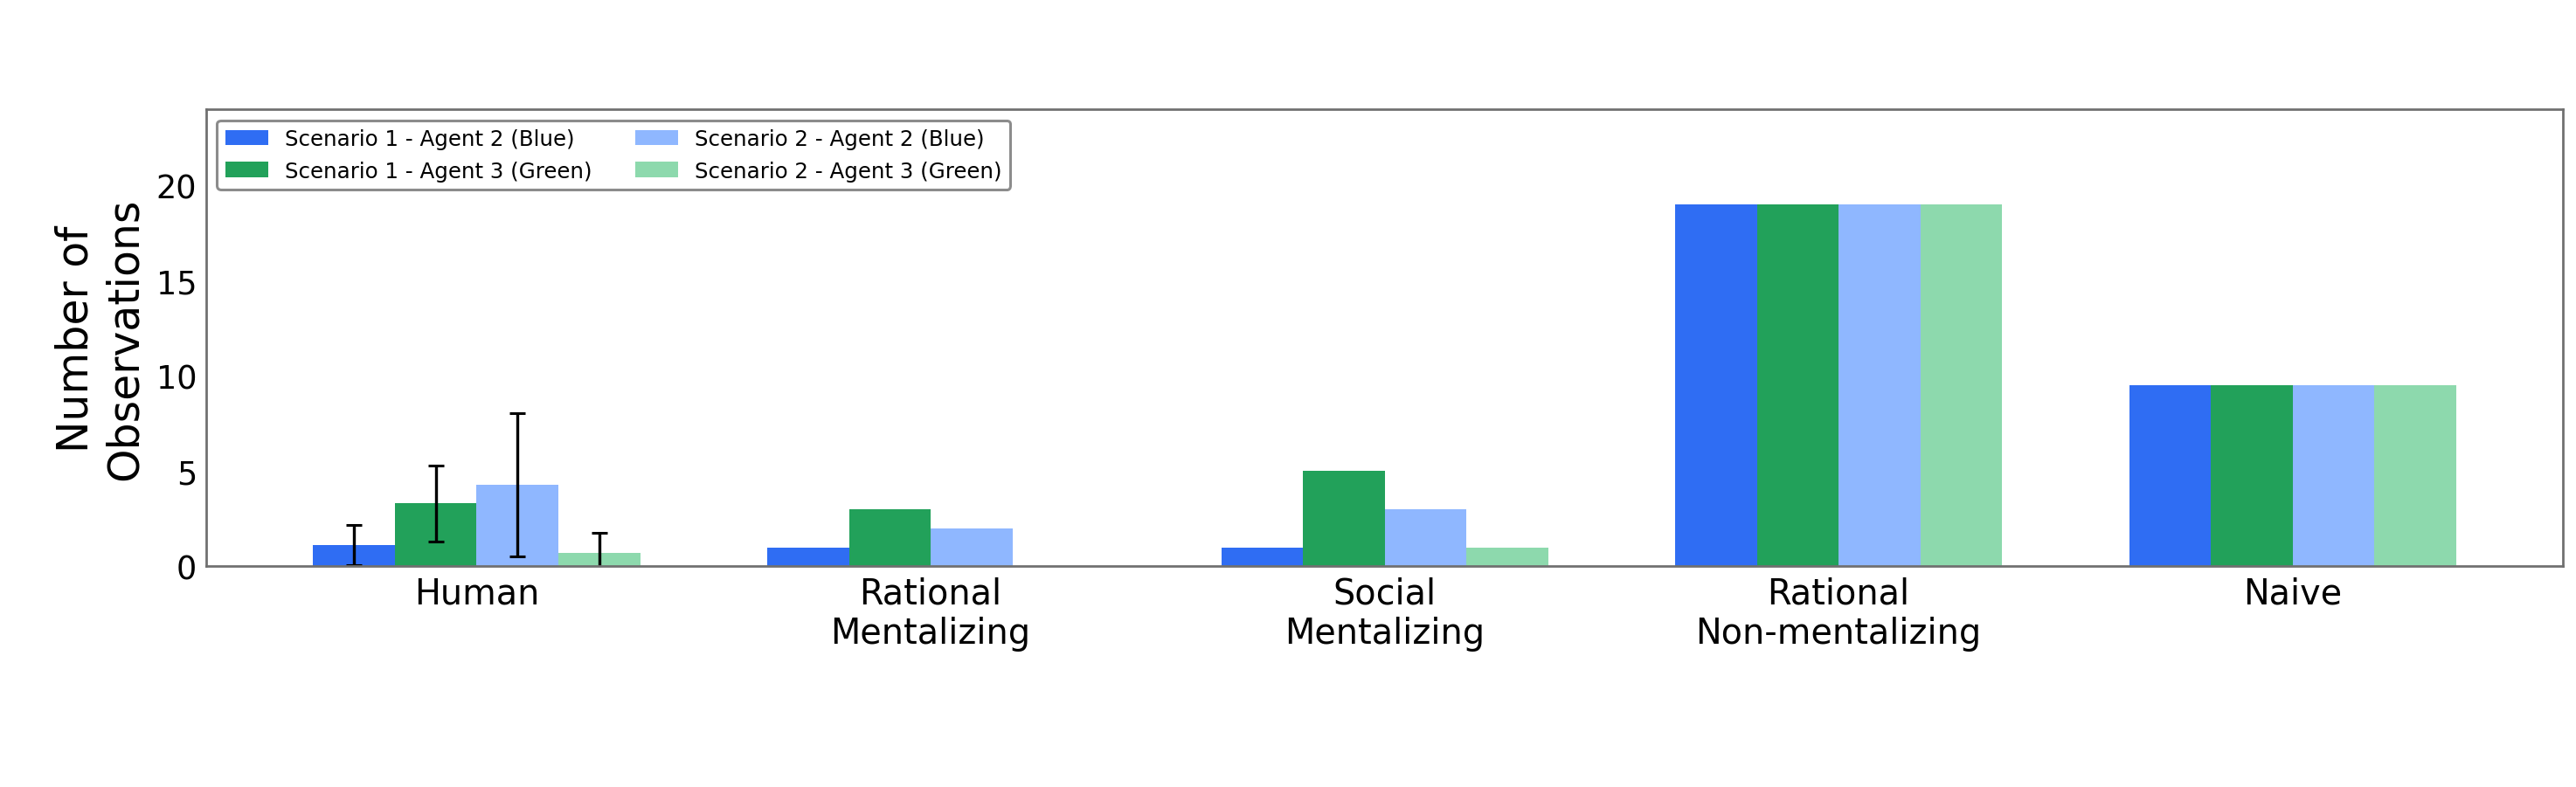 Number of
Observations
20
15
10
5
0
Scenario 1 - Agent 2 (Blue)
Scenario 1 - Agent 3 (Green)
Scenario 2 - Agent 2 (Blue)
Scenario 2 - Agent 3 (Green)
Human
Rational
Mentalizing
Social
Mentalizing
Rational
Non-mentalizing
Naive